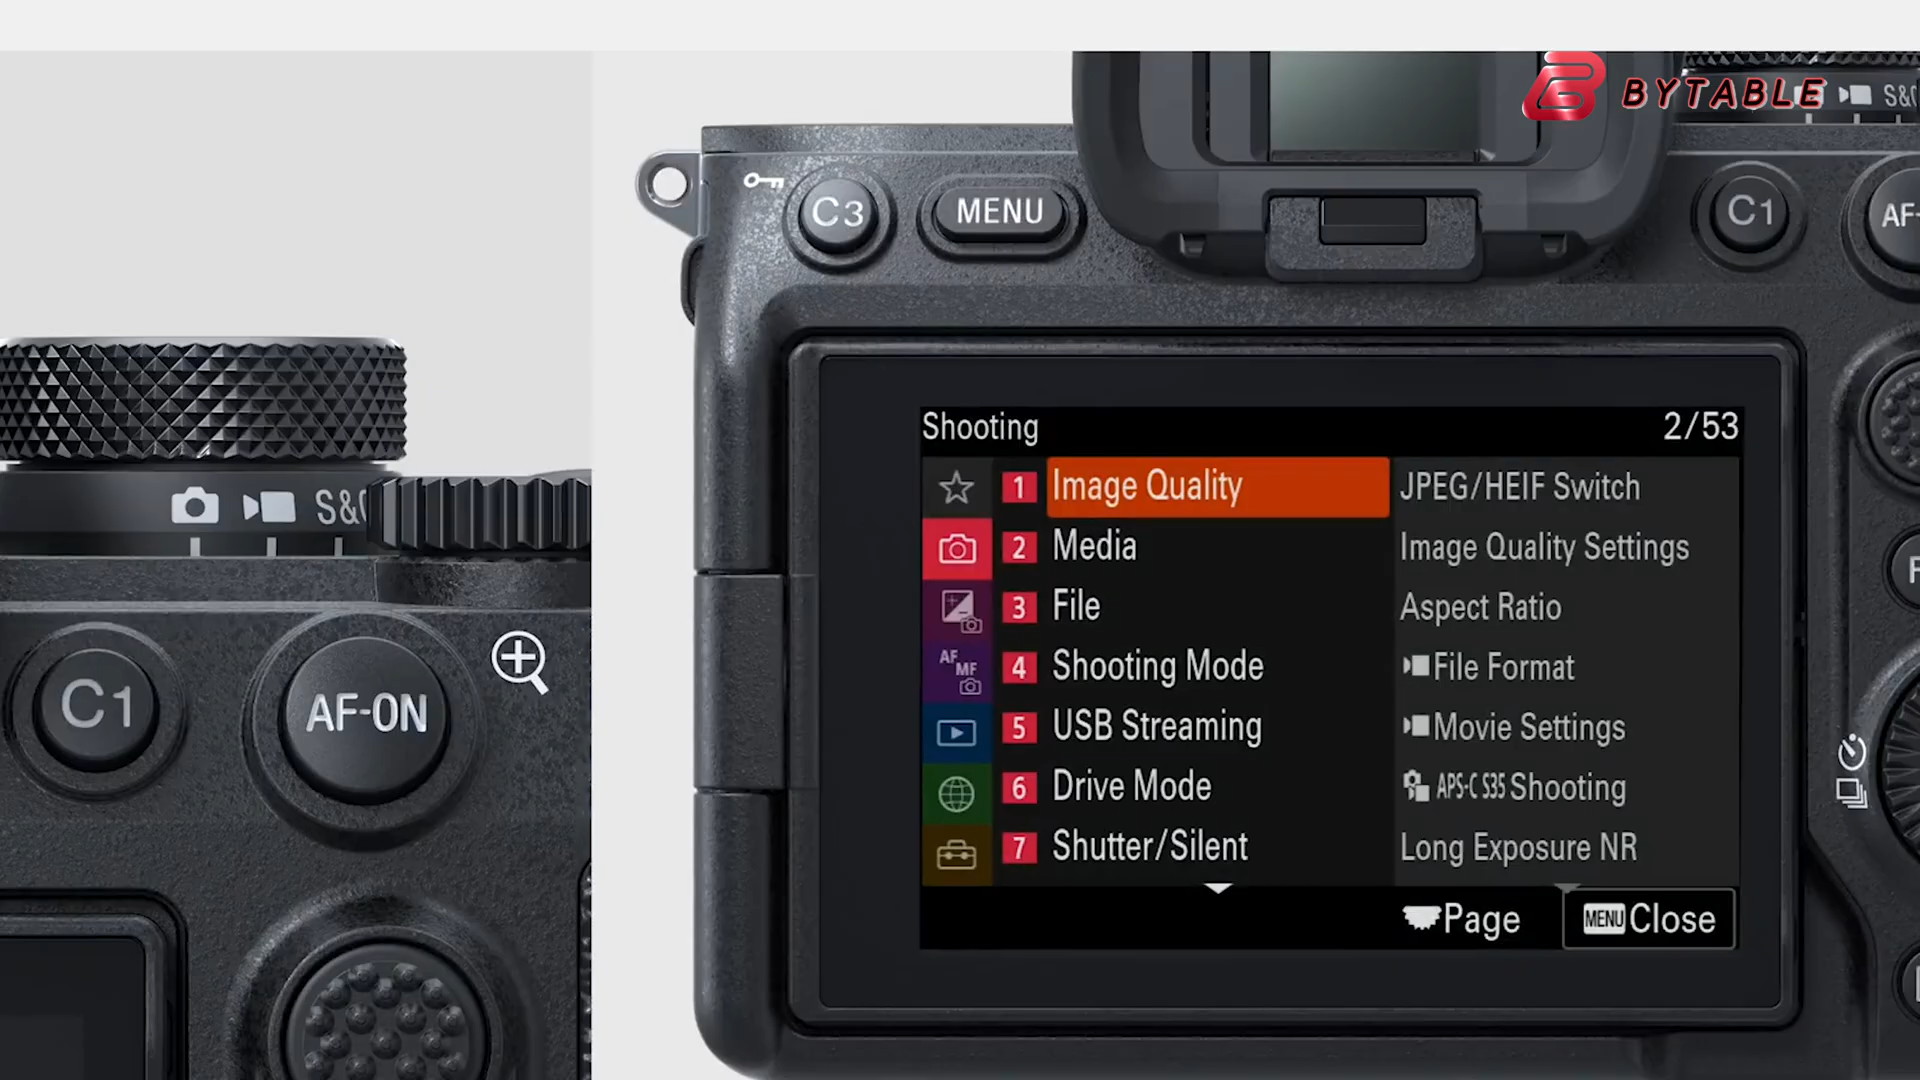 BYTABLE
S&
C3
MENU
C1
AF-
S&
C1
AF-ON
Shooting
2/53
1 Image Quality
2 Media
3 File
4 Shooting Mode
5 USB Streaming
6 Drive Mode
7 Shutter/Silent
AF
MF
JPEG/HEIF Switch
Image Quality Settings
Aspect Ratio
File Format
Movie Settings
APS-C S35 Shooting
Long Exposure NR
Page
MENU Close